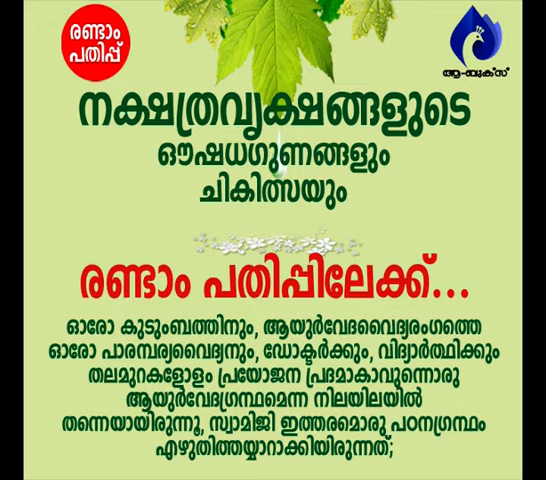 രണ്ടാം
പതിപ്പ്
ആ-ബുക്സ്
നക്ഷത്രവൃക്ഷങ്ങളുടെ
ഔഷധഗുണങ്ങളും
ചികിത്സയും
രണ്ടാം പതിപ്പിലേക്ക്...
ഓരോ കുടുംബത്തിനും, ആയുർവേദവൈദ്യരംഗത്തെ
ഓരോ പാരമ്പര്യവൈദ്യനും, ഡോക്ടർക്കും, വിദ്യാർത്ഥിക്കും
തലമുറകളോളം പ്രയോജന പ്രദമാകാവുന്നൊരു
ആയുർവേദഗ്രന്ഥമെന്ന നിലയിലയിൽ
തന്നെയായിരുന്നൂ, സ്വാമിജി ഇത്തരമൊരു പഠനഗ്രന്ഥം
എഴുതിത്തയ്യാറാക്കിയിരുന്നത്;